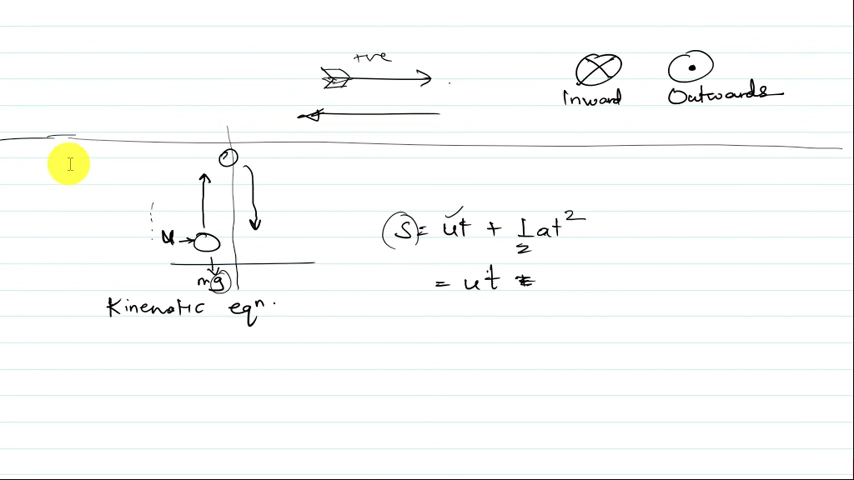 +ve
Inward Outwards
u
S = ut + 1/2 at²
mg
= ut
Kinematic eqⁿ.